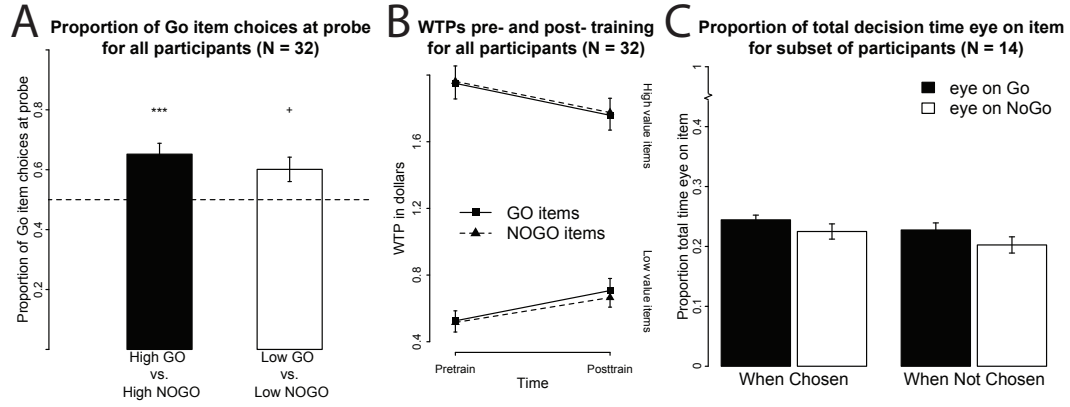 A
Proportion of Go item choices at probe
for all participants (N = 32)
Proportion of Go item choices at probe
0.2
0.4
0.6
0.8
***
+
High GO
vs.
High NOGO
Low GO
vs.
Low NOGO
B
WTPs pre- and post- training
for all participants (N = 32)
WTP in dollars
0.4
0.8
1.2
1.6
GO items
NOGO items
High value items
Low value items
Pretrain
Posttrain
Time
C
Proportion of total decision time eye on item
for subset of participants (N = 14)
Proportion total time eye on item
0
0.2
0.4
1
eye on Go
eye on NoGo
When Chosen
When Not Chosen